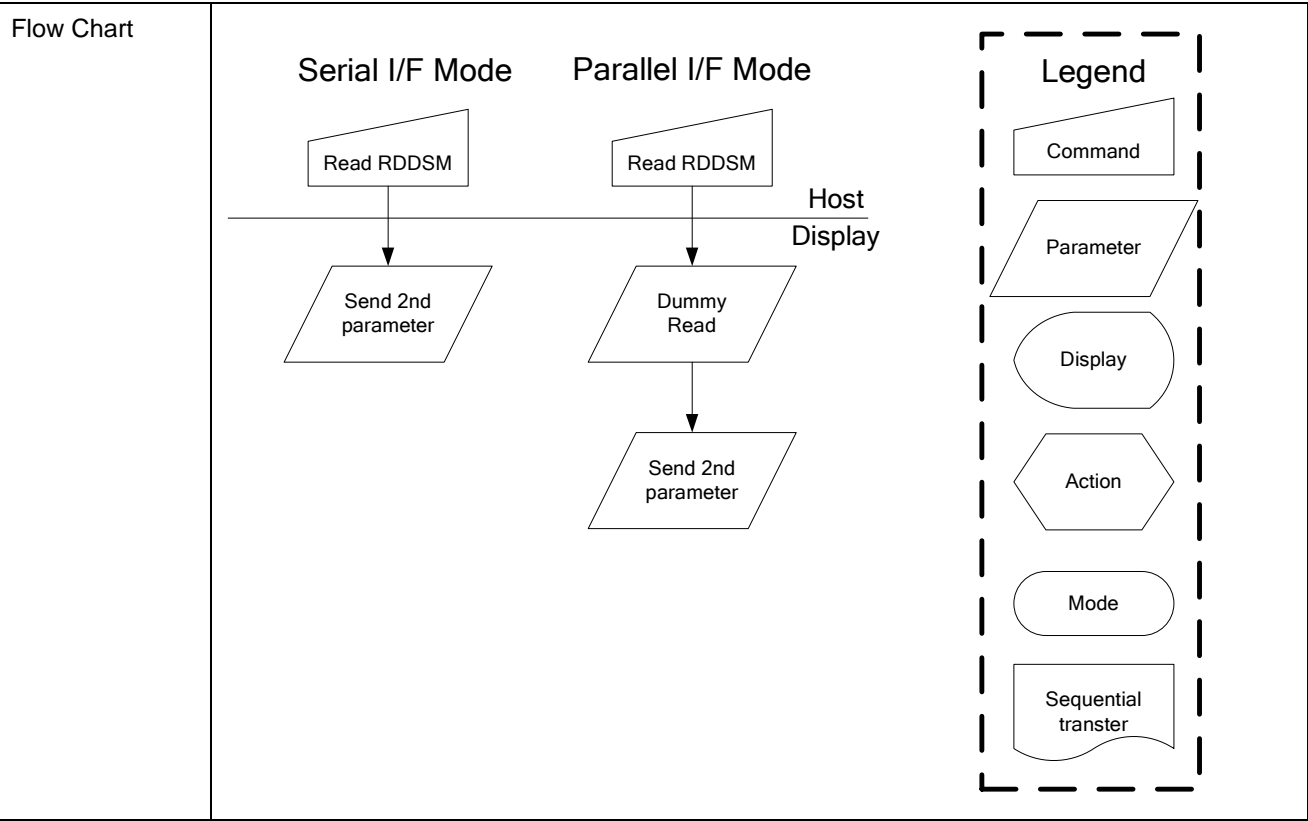 Flow Chart
Serial I/F Mode
Parallel I/F Mode
Legend
Read RDDSM
Read RDDSM
Command
Host
Display
Send 2nd
parameter
Dummy
Read
Parameter
Display
Send 2nd
parameter
Action
Mode
Sequential
transter